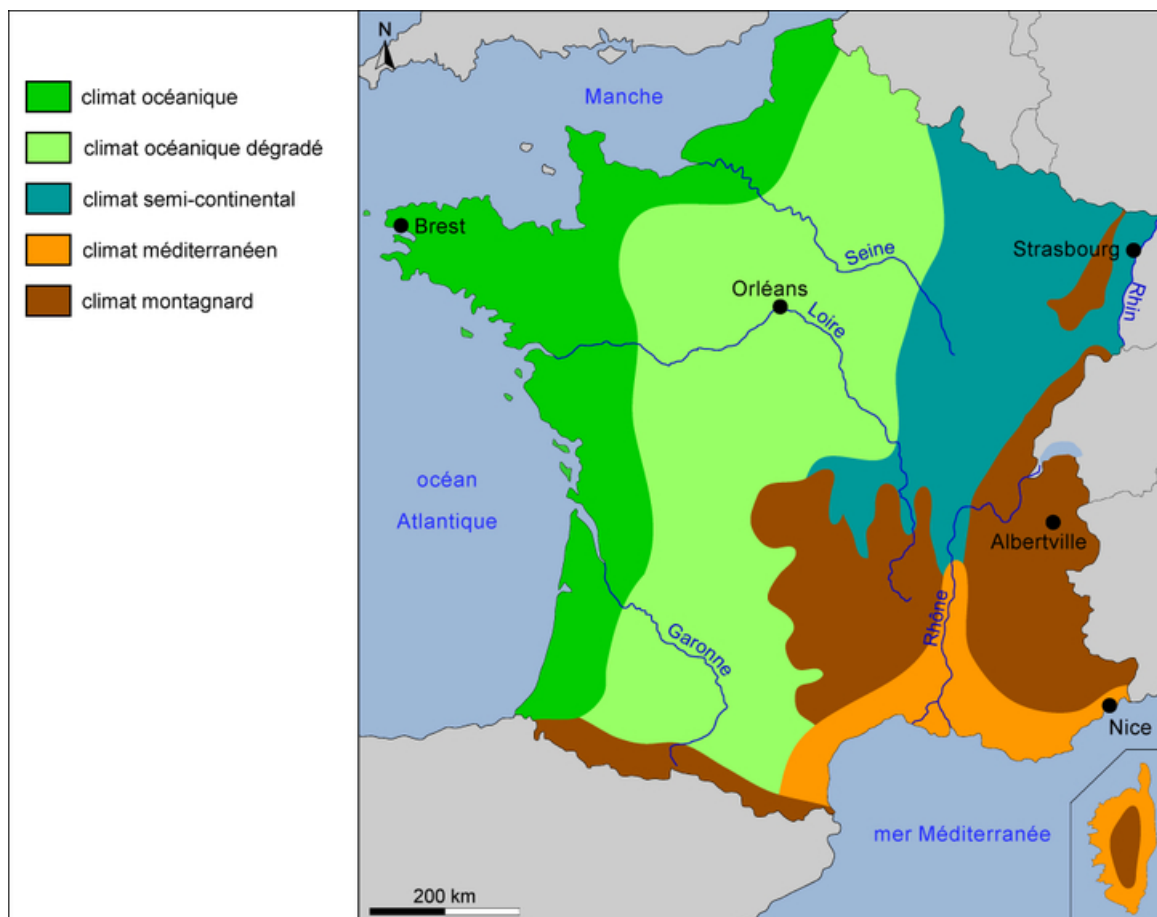 climat océanique
climat océanique dégradé
climat semi-continental
climat méditerranéen
climat montagnard
N
Manche
Brest
Seine
Strasbourg
Rhin
Orléans
Loire
océan
Atlantique
Albertville
Rhône
Garonne
Nice
mer Méditerranée
200 km